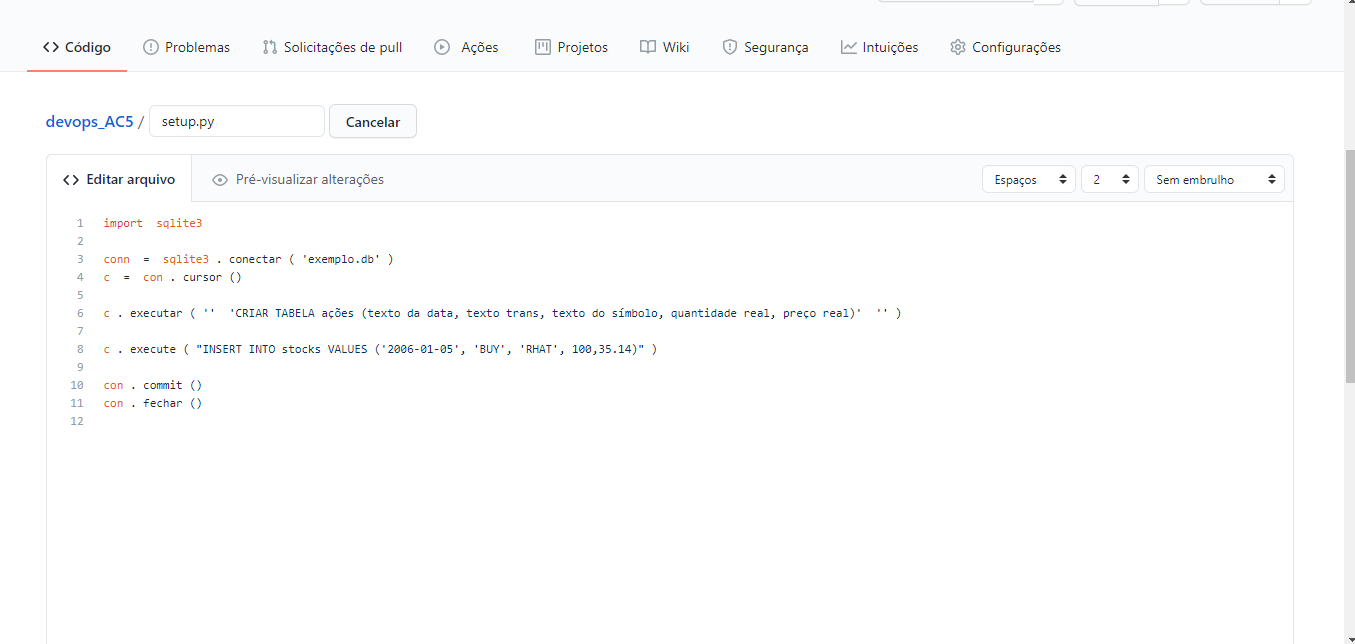 Código Problemas Solicitações de pull Ações Projetos Wiki Segurança Intuições Configurações
devops_AC5 / setup.py Cancelar
Editar arquivo Pré-visualizar alterações Espaços 2 Sem embrulho
1 import sqlite3
2
3 conn = sqlite3 . conectar ( 'exemplo.db' )
4 c = con . cursor ()
5
6 c . executar ( '' 'CRIAR TABELA ações (texto da data, texto trans, texto do símbolo, quantidade real, preço real)' '' )
7
8 c . execute ( "INSERT INTO stocks VALUES ('2006-01-05', 'BUY', 'RHAT', 100,35.14)" )
9
10 con . commit ()
11 con . fechar ()
12